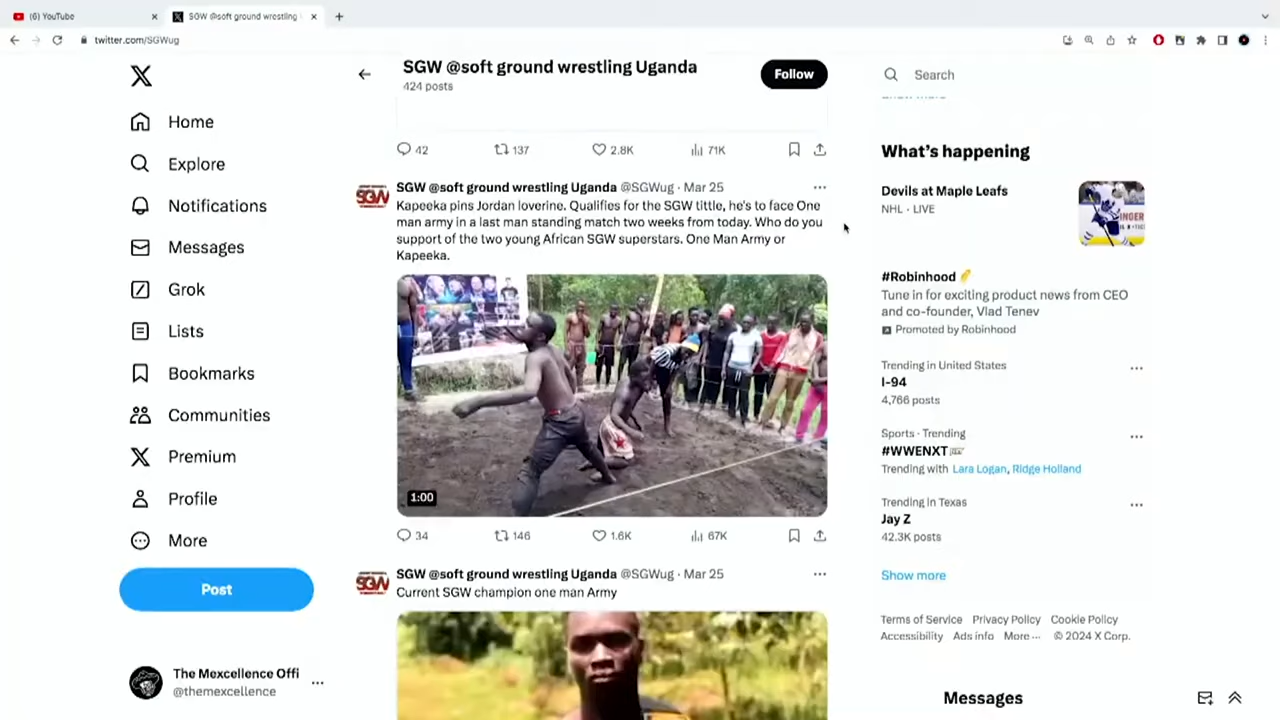 (6) YouTube
SGW @soft ground wrestling
twitter.com/SGWug
SGW @soft ground wrestling Uganda
424 posts
Follow
Search
Home
Explore
Notifications
Messages
Grok
Lists
Bookmarks
Communities
Premium
Profile
More
Post
The Mexcellence Offi
@themexcellence
42
137
2.8K
71K
SGW @soft ground wrestling Uganda @SGWug · Mar 25
Kapeeka pins Jordan loverine. Qualifies for the SGW tittle, he's to face One
man army in a last man standing match two weeks from today. Who do you
support of the two young African SGW superstars. One Man Army or
Kapeeka.
SGW
1:00
34
146
1.6K
67K
SGW @soft ground wrestling Uganda @SGWug · Mar 25
Current SGW champion one man Army
SGW
What's happening
Devils at Maple Leafs
NHL · LIVE
#Robinhood
Tune in for exciting product news from CEO
and co-founder, Vlad Tenev
Promoted by Robinhood
Trending in United States
I-94
4,766 posts
Sports · Trending
#WWENXT
Trending with Lara Logan, Ridge Holland
Trending in Texas
Jay Z
42.3K posts
Show more
Terms of Service Privacy Policy Cookie Policy
Accessibility Ads info More ··· © 2024 X Corp.
Messages